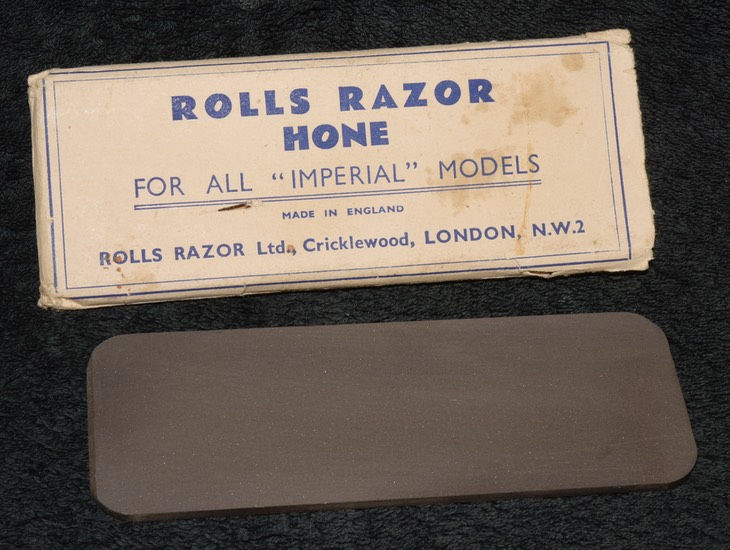 ROLLS RAZOR
HONE
FOR ALL "IMPERIAL" MODELS
MADE IN ENGLAND
ROLLS RAZOR Ltd., Cricklewood, LONDON, N.W.2